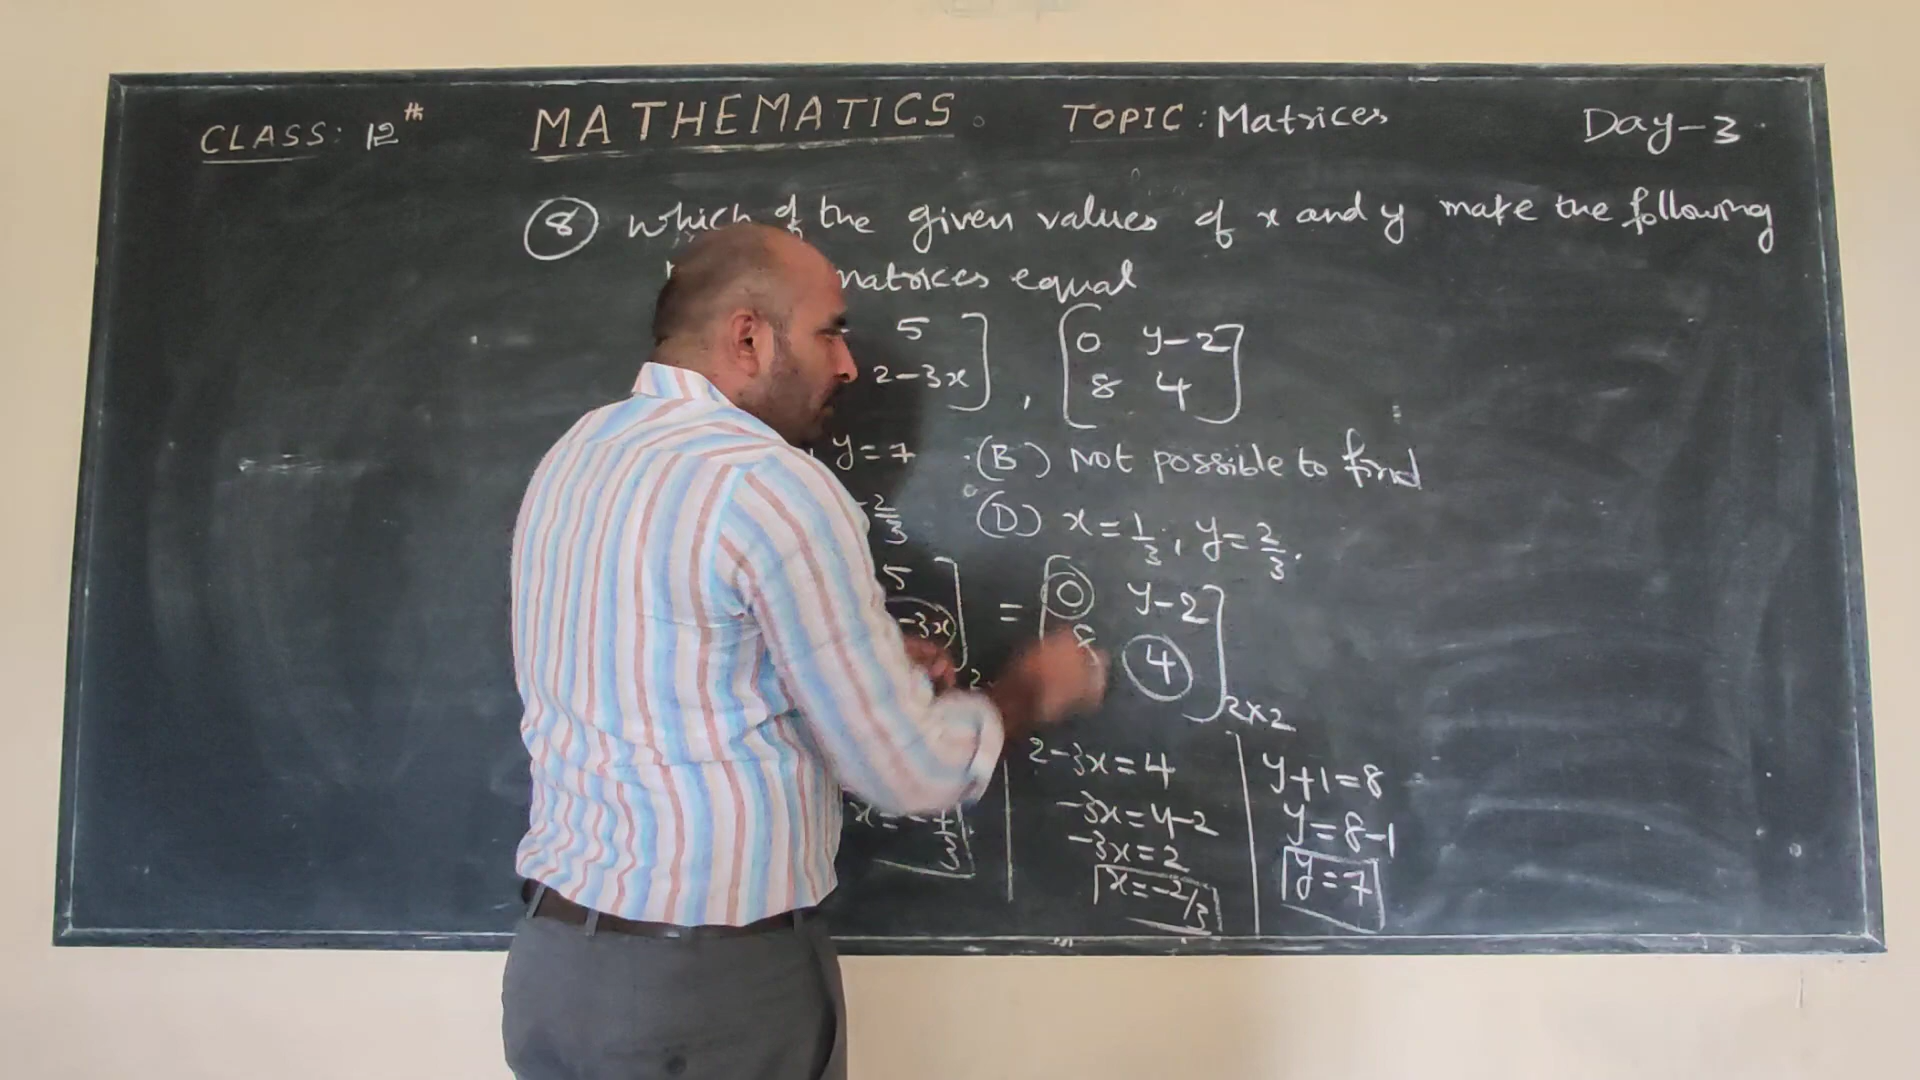 CLASS: 12th MATHEMATICS TOPIC: Matrices Day-3
⑧ Which of the given values of x and y make the following
matrices equal
5 ] , [ 0 y-2
2-3x ] 8 4 ]
y=7 (B) Not possible to find
-2/3 (D) x=1/3, y=2/3.
5 ] = [ 0 y-2 ]
-3x 8 4 ] 2x2
2-3x=4 y+1=8
-3x=4-2 y=8-1
-3x=2 y=7
x=-2/3